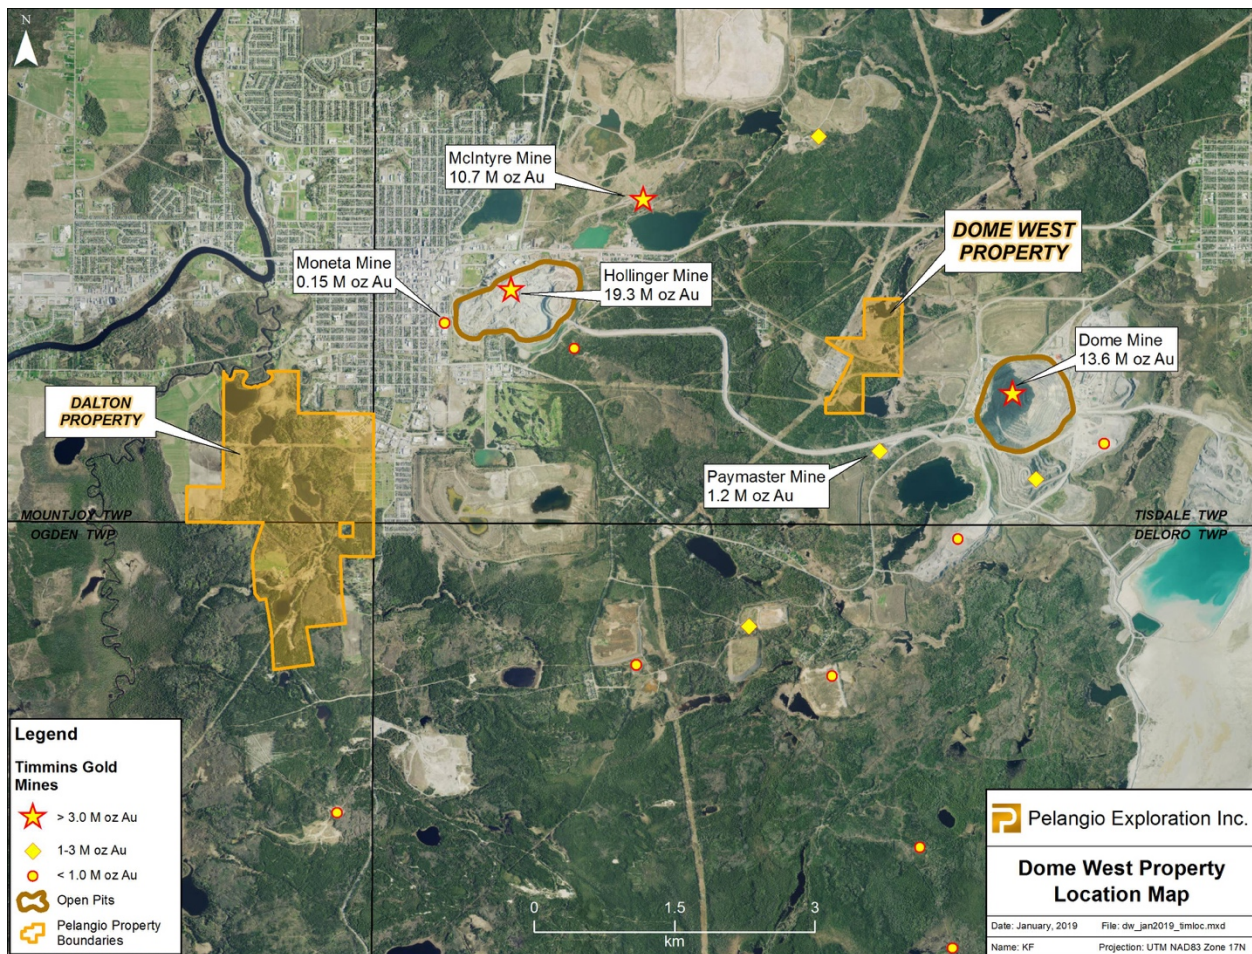 N
McIntyre Mine
10.7 M oz Au
DOME WEST
PROPERTY
Moneta Mine
0.15 M oz Au
Hollinger Mine
19.3 M oz Au
Dome Mine
13.6 M oz Au
DALTON
PROPERTY
Paymaster Mine
1.2 M oz Au
MOUNTJOY TWP
OGDEN TWP
TISDALE TWP
DELORO TWP
Legend
Timmins Gold
Mines
> 3.0 M oz Au
1-3 M oz Au
< 1.0 M oz Au
Open Pits
Pelangio Property
Boundaries
0 1.5 3
km
Pelangio Exploration Inc.
Dome West Property
Location Map
Date: January, 2019 File: dw_jan2019_timloc.mxd
Name: KF Projection: UTM NAD83 Zone 17N